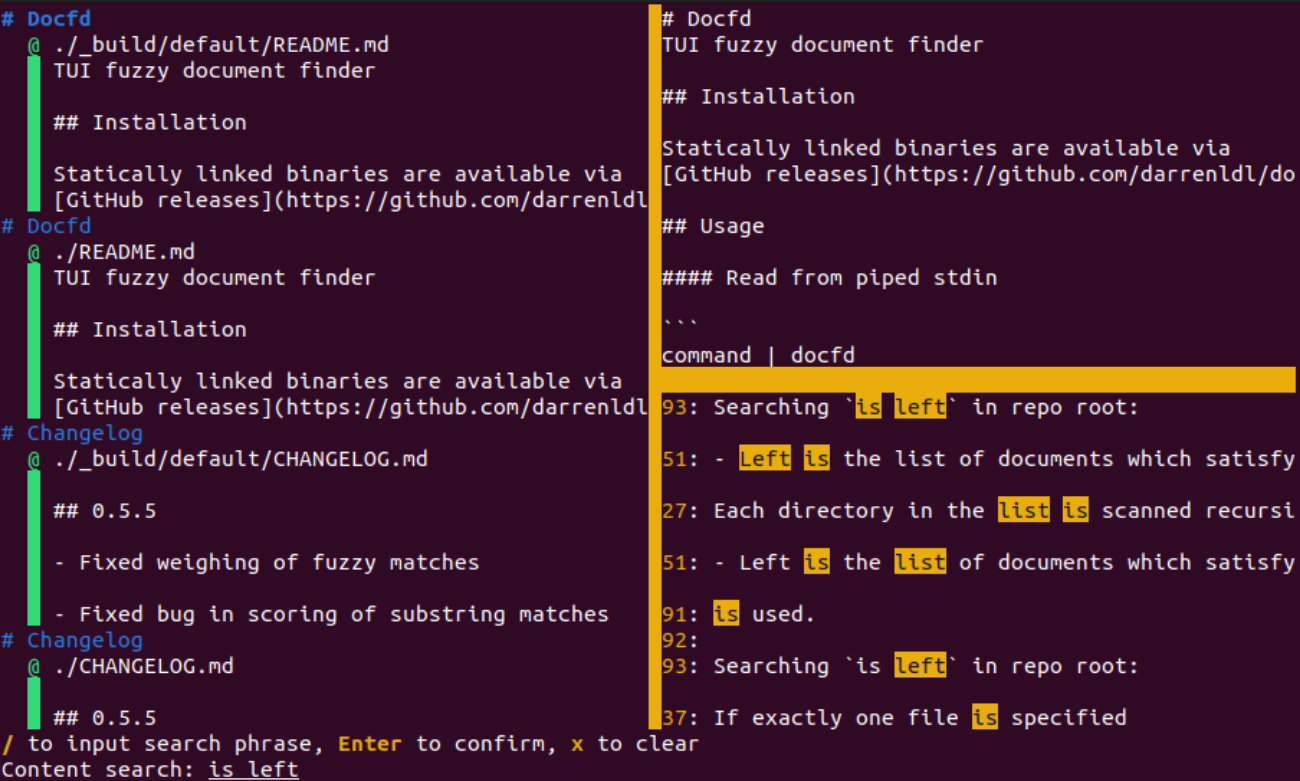 # Docfd
@ ./_build/default/README.md
TUI fuzzy document finder
## Installation
Statically linked binaries are available via
[GitHub releases](https://github.com/darrenldl
# Docfd
@ ./README.md
TUI fuzzy document finder
## Installation
Statically linked binaries are available via
[GitHub releases](https://github.com/darrenldl
# Changelog
@ ./_build/default/CHANGELOG.md
## 0.5.5
- Fixed weighing of fuzzy matches
- Fixed bug in scoring of substring matches
# Changelog
@ ./CHANGELOG.md
## 0.5.5
# Docfd
TUI fuzzy document finder
## Installation
Statically linked binaries are available via
[GitHub releases](https://github.com/darrenldl/do
## Usage
#### Read from piped stdin
```
command | docfd
93: Searching `is left` in repo root:
51: - Left is the list of documents which satisfy
27: Each directory in the list is scanned recursi
51: - Left is the list of documents which satisfy
91: is used.
92:
93: Searching `is left` in repo root:
37: If exactly one file is specified
/ to input search phrase, Enter to confirm, x to clear
Content search: is left